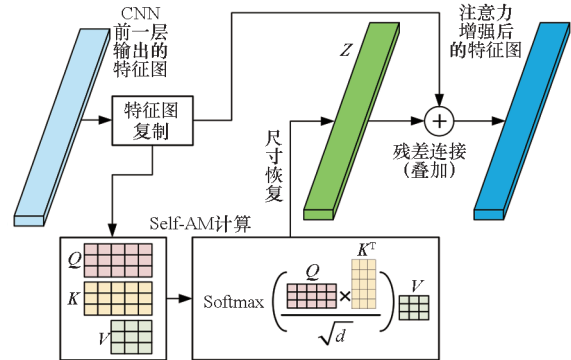 CNN
前一层
输出的
特征图
特征图
复制
Z
注意力
增强后
的特征图
残差连接
(叠加)
尺寸恢复
Self-AM计算
Q
K
V
Softmax
Q
×
K^T
√d
V